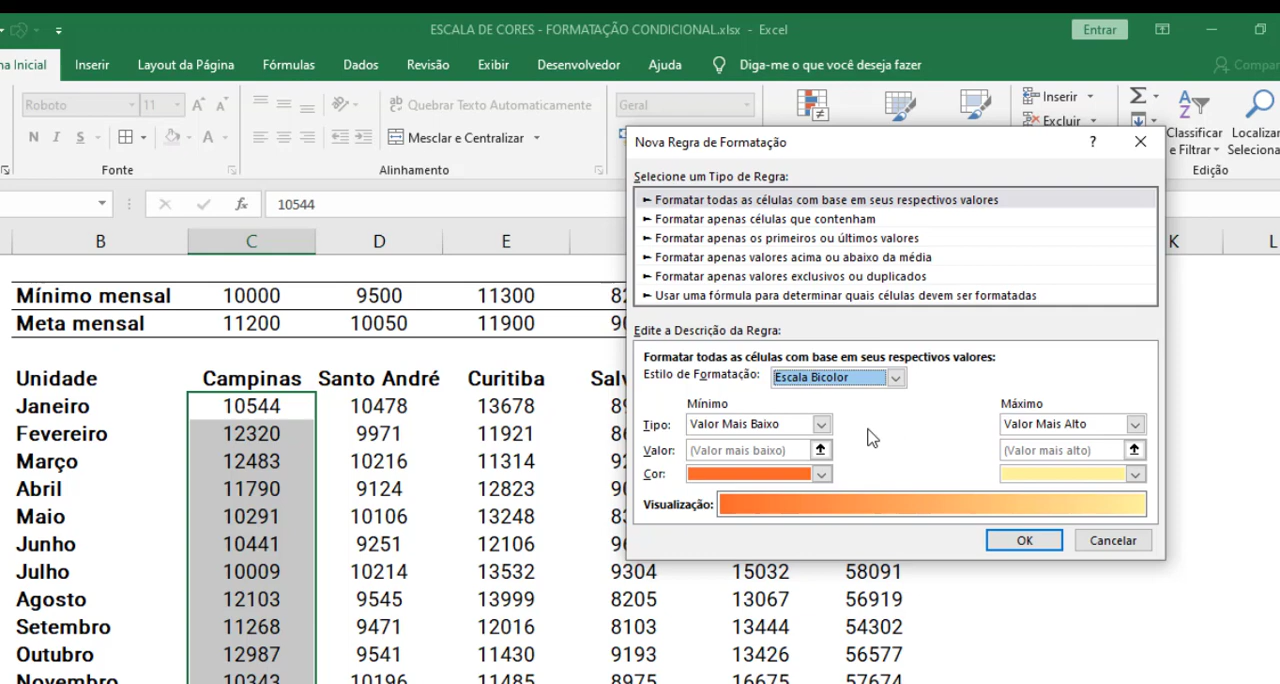 ESCALA DE CORES - FORMATAÇÃO CONDICIONAL.xlsx - Excel
Entrar
Inicial Inserir Layout da Página Fórmulas Dados Revisão Exibir Desenvolvedor Ajuda Diga-me o que você deseja fazer
Roboto 11 A A ab Quebrar Texto Automaticamente Geral Inserir Σ
N I S A Mesclar e Centralizar Excluir Classificar e Filtrar
Fonte Alinhamento Edição
fx 10544
B C D E K L
Mínimo mensal 10000 9500 11300
Meta mensal 11200 10050 11900
Unidade Campinas Santo André Curitiba
Janeiro 10544 10478 13678
Fevereiro 12320 9971 11921
Março 12483 10216 11314
Abril 11790 9124 12823
Maio 10291 10106 13248
Junho 10441 9251 12106
Julho 10009 10214 13532 9304 15032 58091
Agosto 12103 9545 13999 8205 13067 56919
Setembro 11268 9471 12016 8103 13444 54302
Outubro 12987 9541 11430 9193 13426 56577
Novembro 10343 10196 11485 8975 16675 57674
Nova Regra de Formatação ?
Selecione um Tipo de Regra:
► Formatar todas as células com base em seus respectivos valores
► Formatar apenas células que contenham
► Formatar apenas os primeiros ou últimos valores
► Formatar apenas valores acima ou abaixo da média
► Formatar apenas valores exclusivos ou duplicados
► Usar uma fórmula para determinar quais células devem ser formatadas
Edite a Descrição da Regra:
Formatar todas as células com base em seus respectivos valores:
Estilo de Formatação: Escala Bicolor
Mínimo Máximo
Tipo: Valor Mais Baixo Valor Mais Alto
Valor: (Valor mais baixo) (Valor mais alto)
Cor:
Visualização:
OK Cancelar